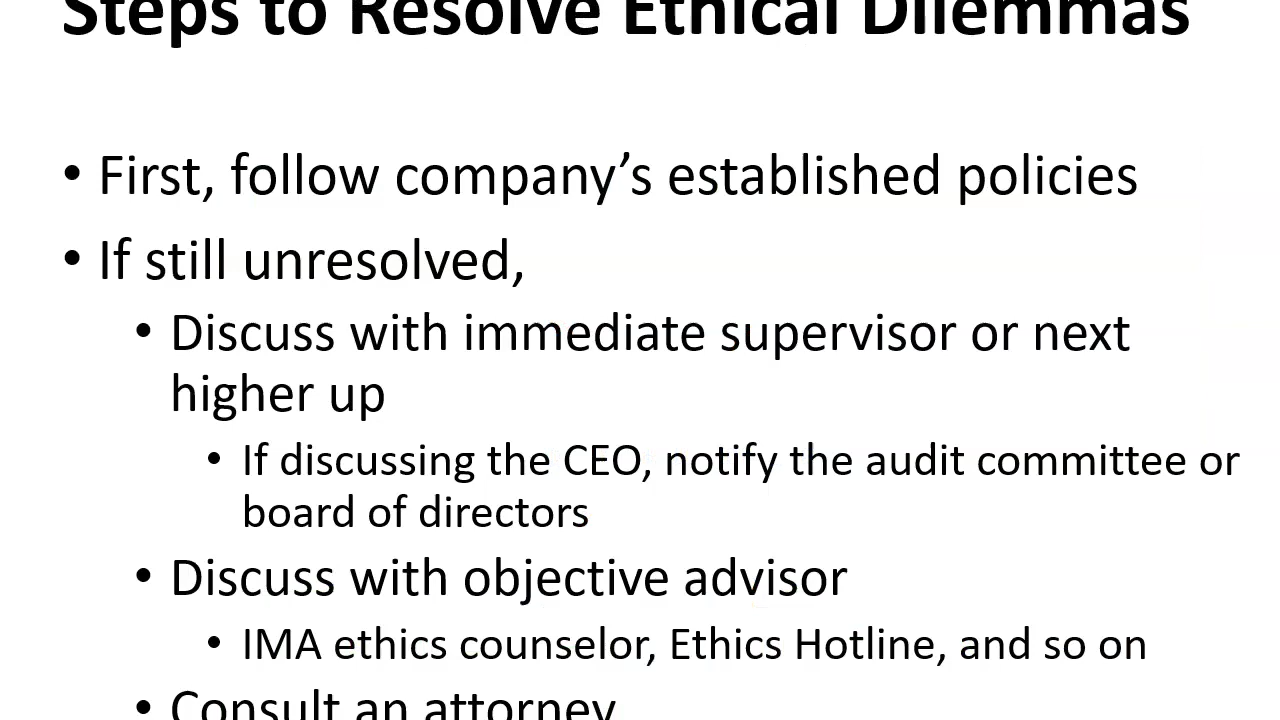 Steps to Resolve Ethical Dilemmas
• First, follow company’s established policies
• If still unresolved,
• Discuss with immediate supervisor or next
higher up
• If discussing the CEO, notify the audit committee or
board of directors
• Discuss with objective advisor
• IMA ethics counselor, Ethics Hotline, and so on
• Consult an attorney